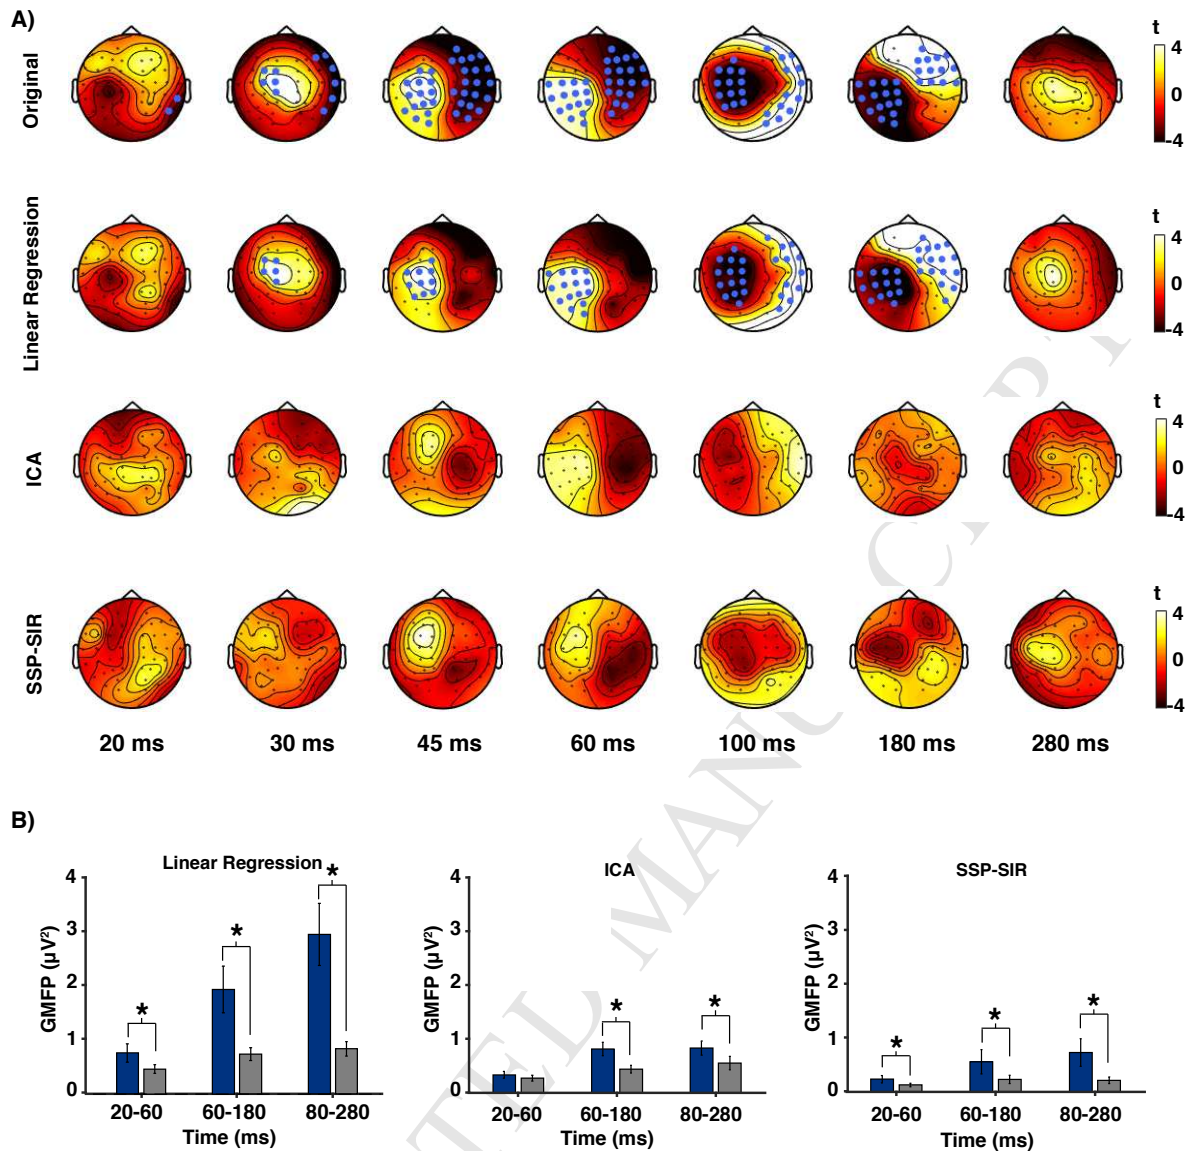 A)
Original
t
4
0
-4
Linear Regression
t
4
0
-4
ICA
t
4
0
-4
SSP-SIR
t
4
0
-4
20 ms 30 ms 45 ms 60 ms 100 ms 180 ms 280 ms
B)
Linear Regression
*
*
*
4
3
2
1
0
GMFP (µV²)
20-60 60-180 80-280
Time (ms)
ICA
*
*
4
3
2
1
0
GMFP (µV²)
20-60 60-180 80-280
Time (ms)
SSP-SIR
*
*
*
4
3
2
1
0
GMFP (µV²)
20-60 60-180 80-280
Time (ms)